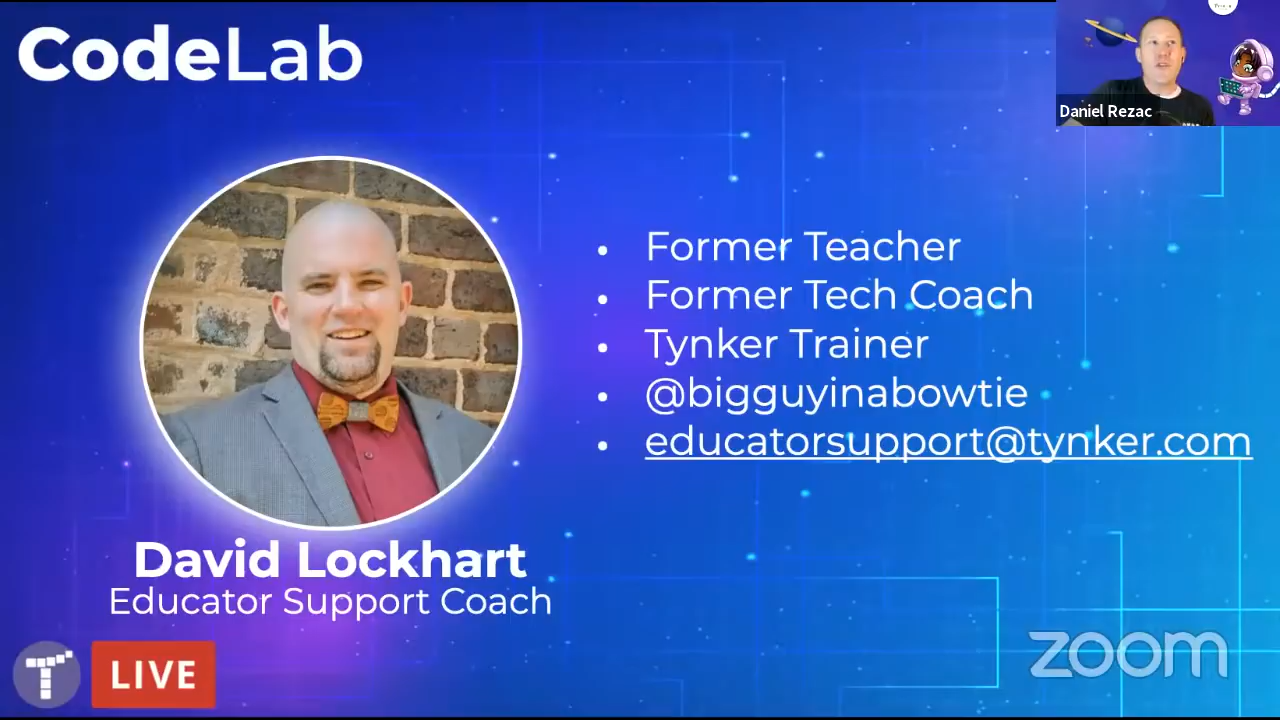 CodeLab
Daniel Rezac
Former Teacher
Former Tech Coach
Tynker Trainer
@bigguyinabowtie
educatorsupport@tynker.com
David Lockhart
Educator Support Coach
LIVE
zoom